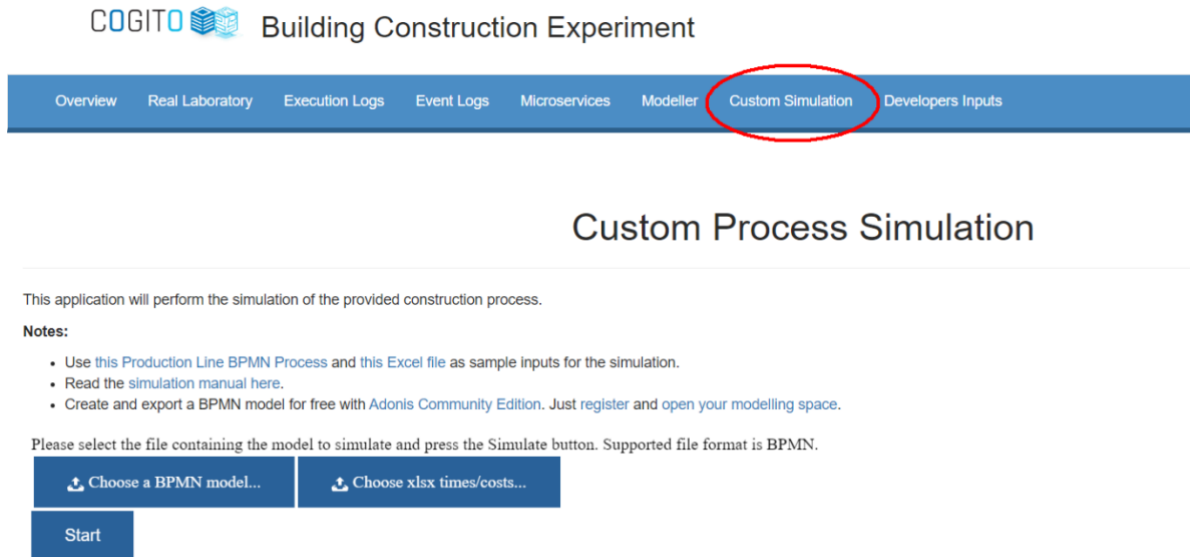 COGITO Building Construction Experiment
Overview Real Laboratory Execution Logs Event Logs Microservices Modeller Custom Simulation Developers Inputs
Custom Process Simulation
This application will perform the simulation of the provided construction process.
Notes:
• Use this Production Line BPMN Process and this Excel file as sample inputs for the simulation.
• Read the simulation manual here.
• Create and export a BPMN model for free with Adonis Community Edition. Just register and open your modelling space.
Please select the file containing the model to simulate and press the Simulate button. Supported file format is BPMN.
Choose a BPMN model... Choose xlsx times/costs...
Start